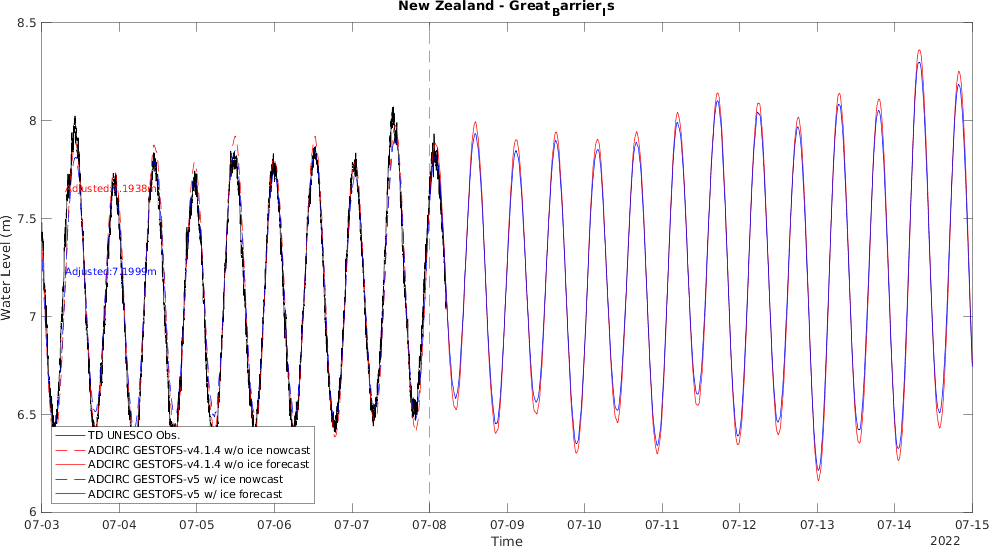 New Zealand - GreatBarrierIs
8.5
8
7.5
7
6.5
6
Water Level (m)
Adjusted:7.1938m
Adjusted:7.1999m
TD UNESCO Obs.
ADCIRC GESTOFS-v4.1.4 w/o ice nowcast
ADCIRC GESTOFS-v4.1.4 w/o ice forecast
ADCIRC GESTOFS-v5 w/ ice nowcast
ADCIRC GESTOFS-v5 w/ ice forecast
07-03 07-04 07-05 07-06 07-07 07-08 07-09 07-10 07-11 07-12 07-13 07-14 07-15
Time
2022